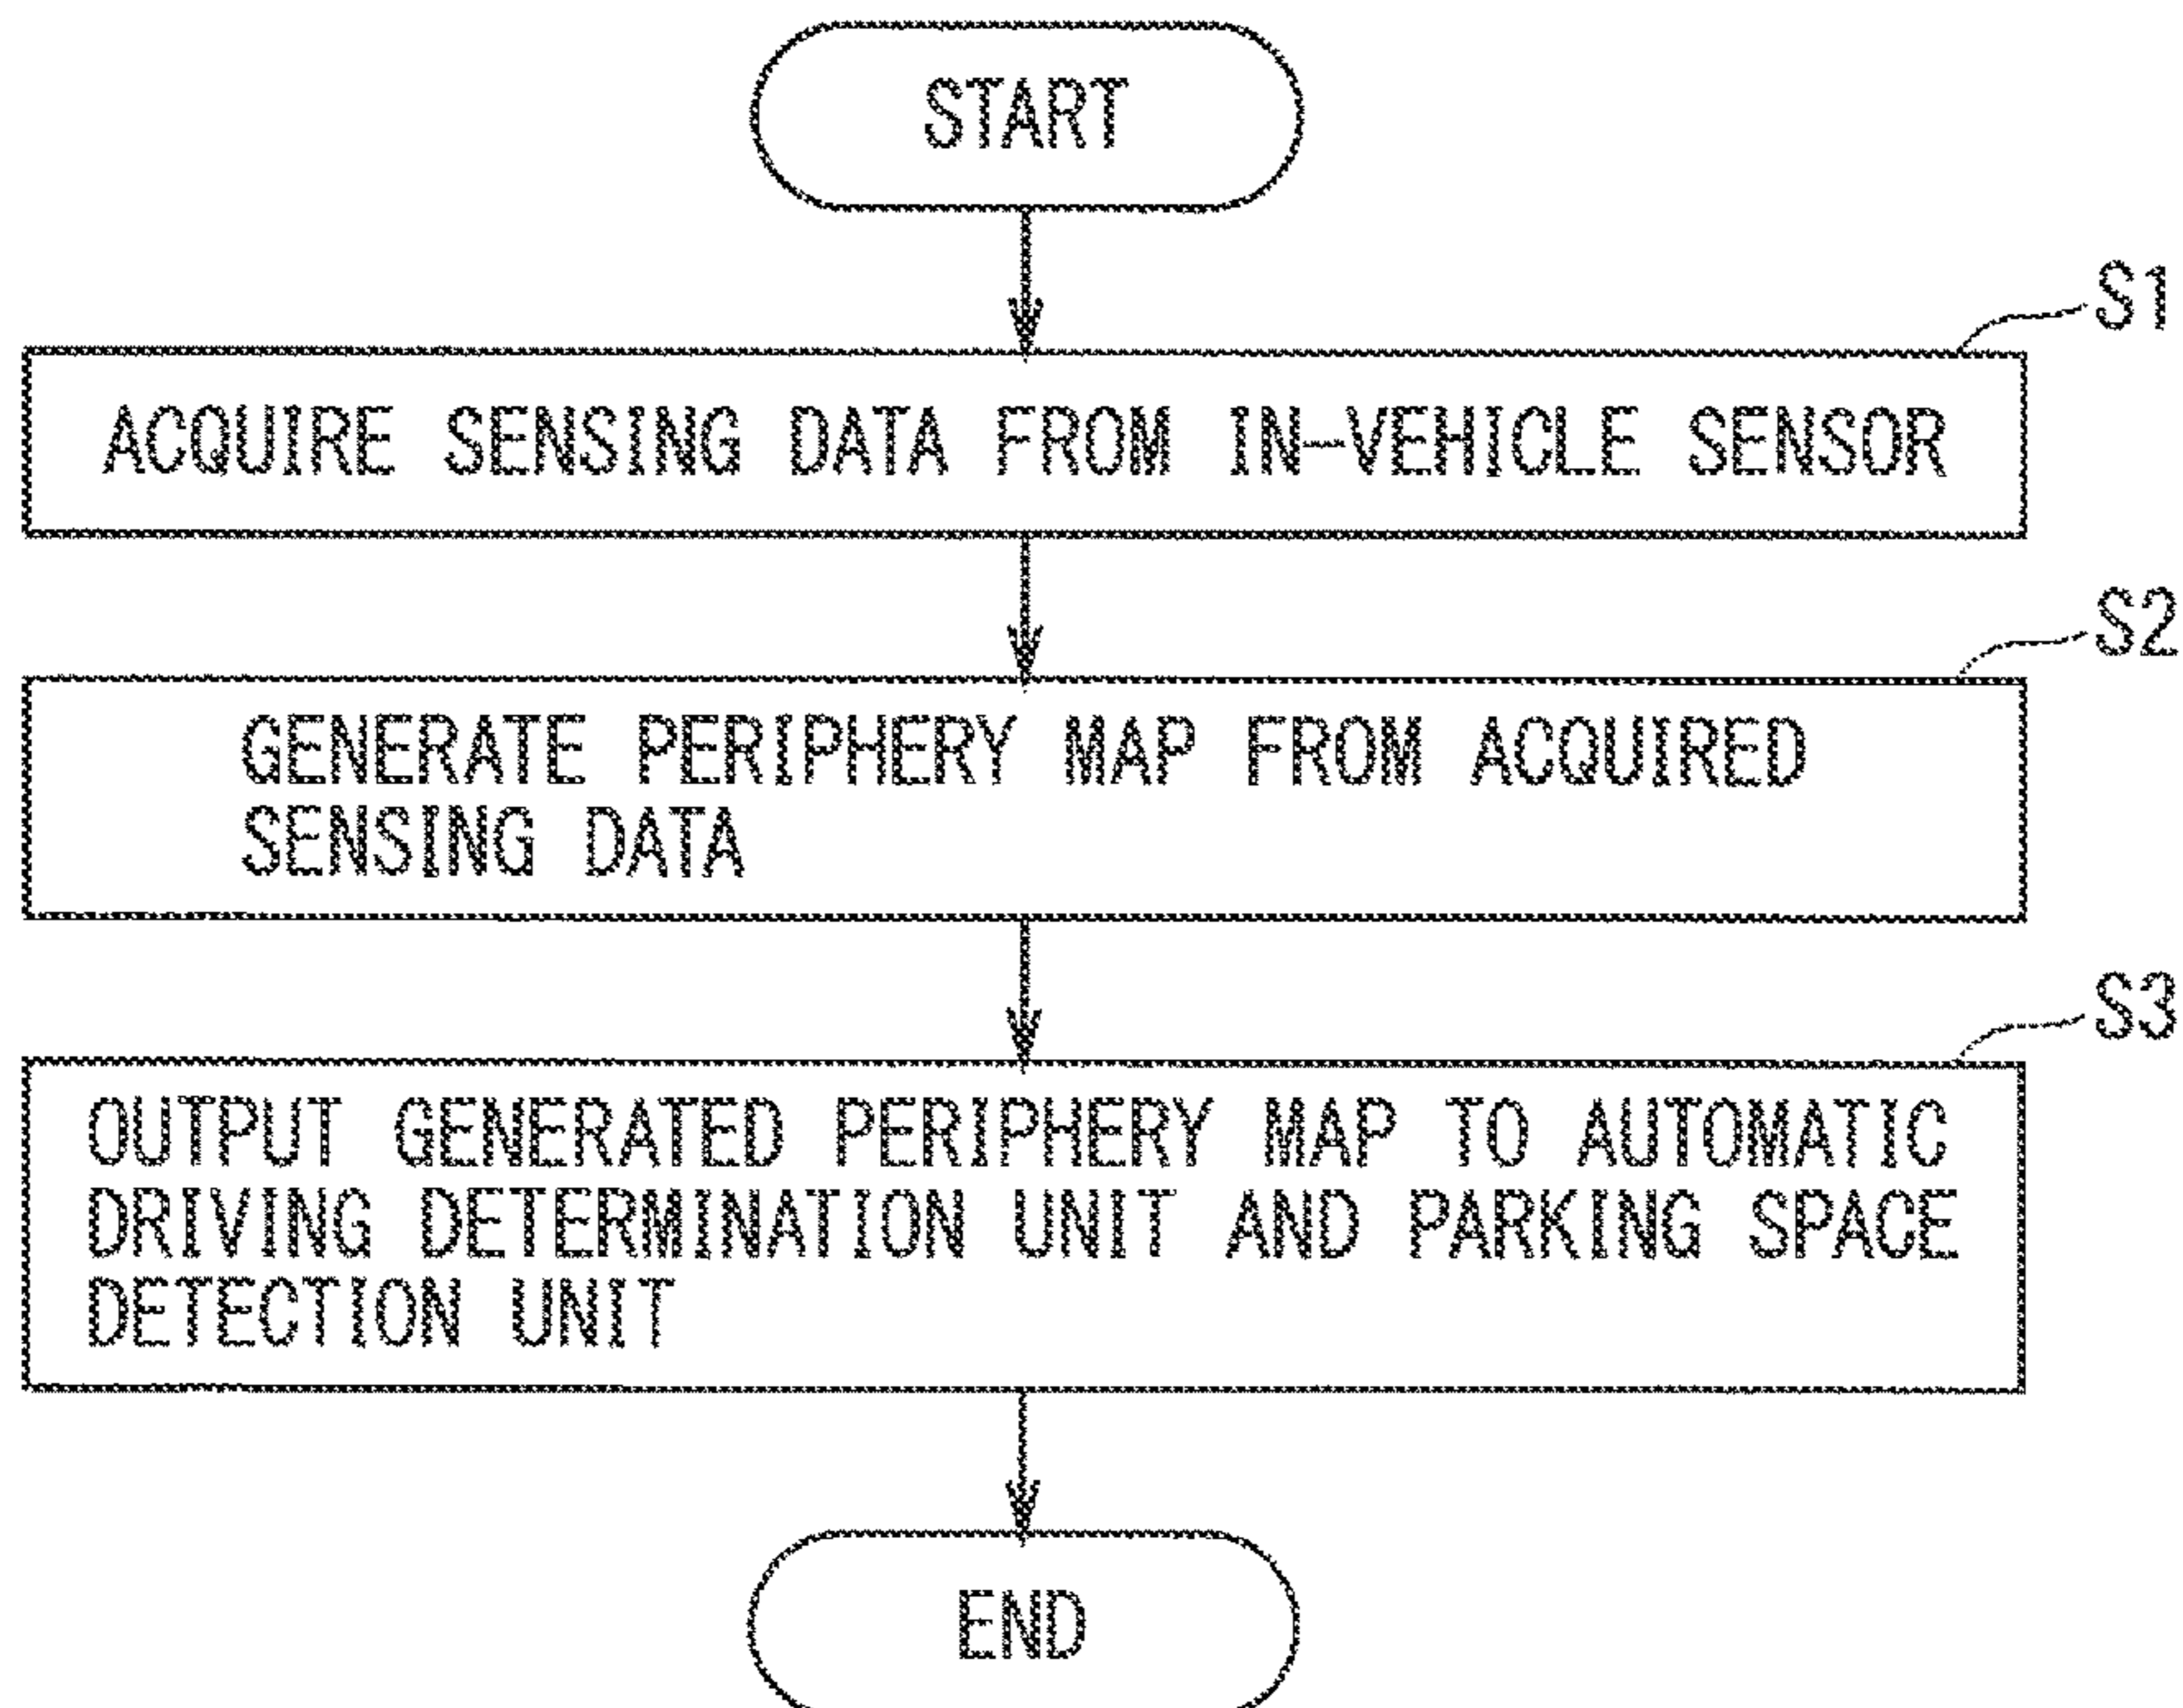 START
S1
ACQUIRE SENSING DATA FROM IN-VEHICLE SENSOR
S2
GENERATE PERIPHERY MAP FROM ACQUIRED
SENSING DATA
S3
OUTPUT GENERATED PERIPHERY MAP TO AUTOMATIC
DRIVING DETERMINATION UNIT AND PARKING SPACE
DETECTION UNIT
END